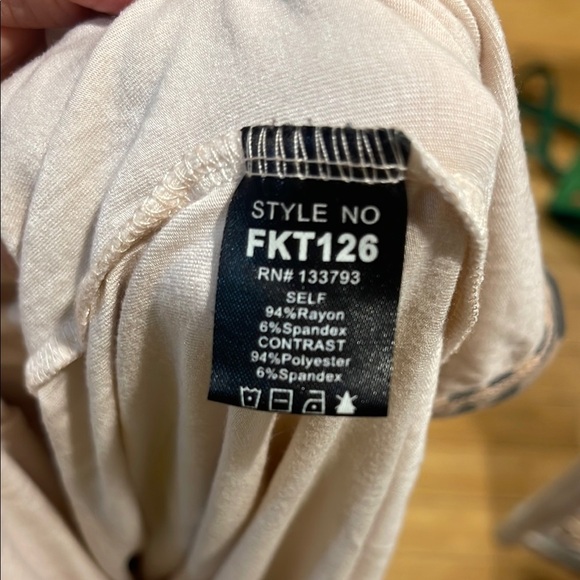 STYLE NO
FKT126
RN# 133793
SELF
94%Rayon
6%Spandex
CONTRAST
94%Polyester
6%Spandex